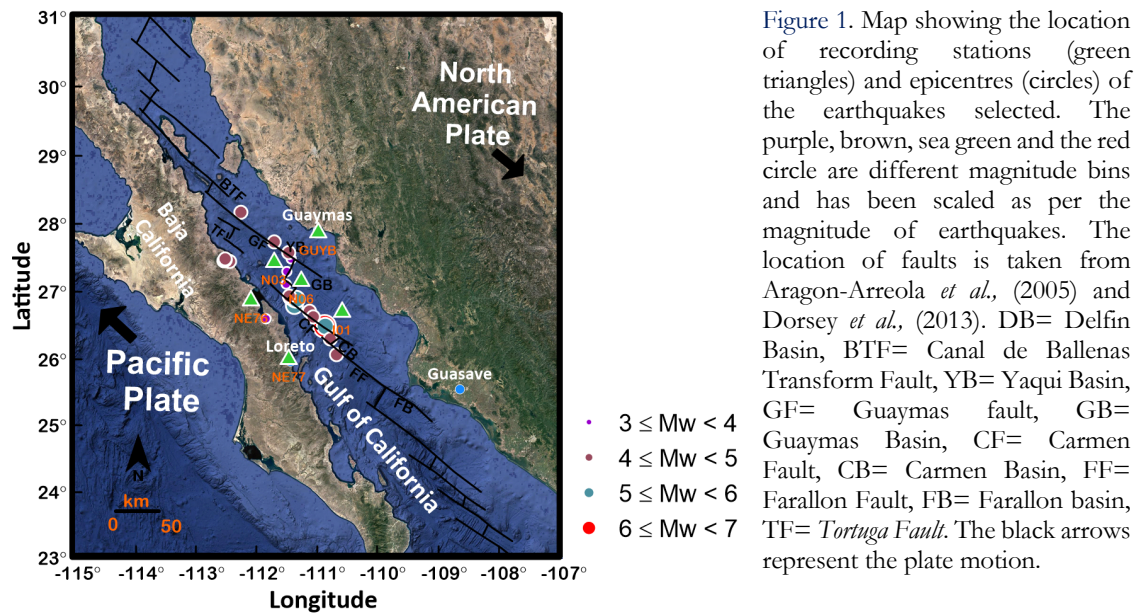 31°
30°
29°
28°
27°
26°
25°
24°
23°
Latitude
North
American
Plate
BTF
Guaymas
Baja
California
TF
GF
YB
GUYB
GB
N03
N06
NE76
CF
01
CB
Loreto
NE77
FF
Guasave
Pacific
Plate
Gulf of California
FB
N
km
0 50
-115° -114° -113° -112° -111° -110° -109° -108° -107°
Longitude
3 ≤ Mw < 4
4 ≤ Mw < 5
5 ≤ Mw < 6
6 ≤ Mw < 7
Figure 1. Map showing the location
of recording stations (green
triangles) and epicentres (circles) of
the earthquakes selected. The
purple, brown, sea green and the red
circle are different magnitude bins
and has been scaled as per the
magnitude of earthquakes. The
location of faults is taken from
Aragon-Arreola et al., (2005) and
Dorsey et al., (2013). DB= Delfin
Basin, BTF= Canal de Ballenas
Transform Fault, YB= Yaqui Basin,
GF= Guaymas fault, GB=
Guaymas Basin, CF= Carmen
Fault, CB= Carmen Basin, FF=
Farallon Fault, FB= Farallon basin,
TF= Tortuga Fault. The black arrows
represent the plate motion.